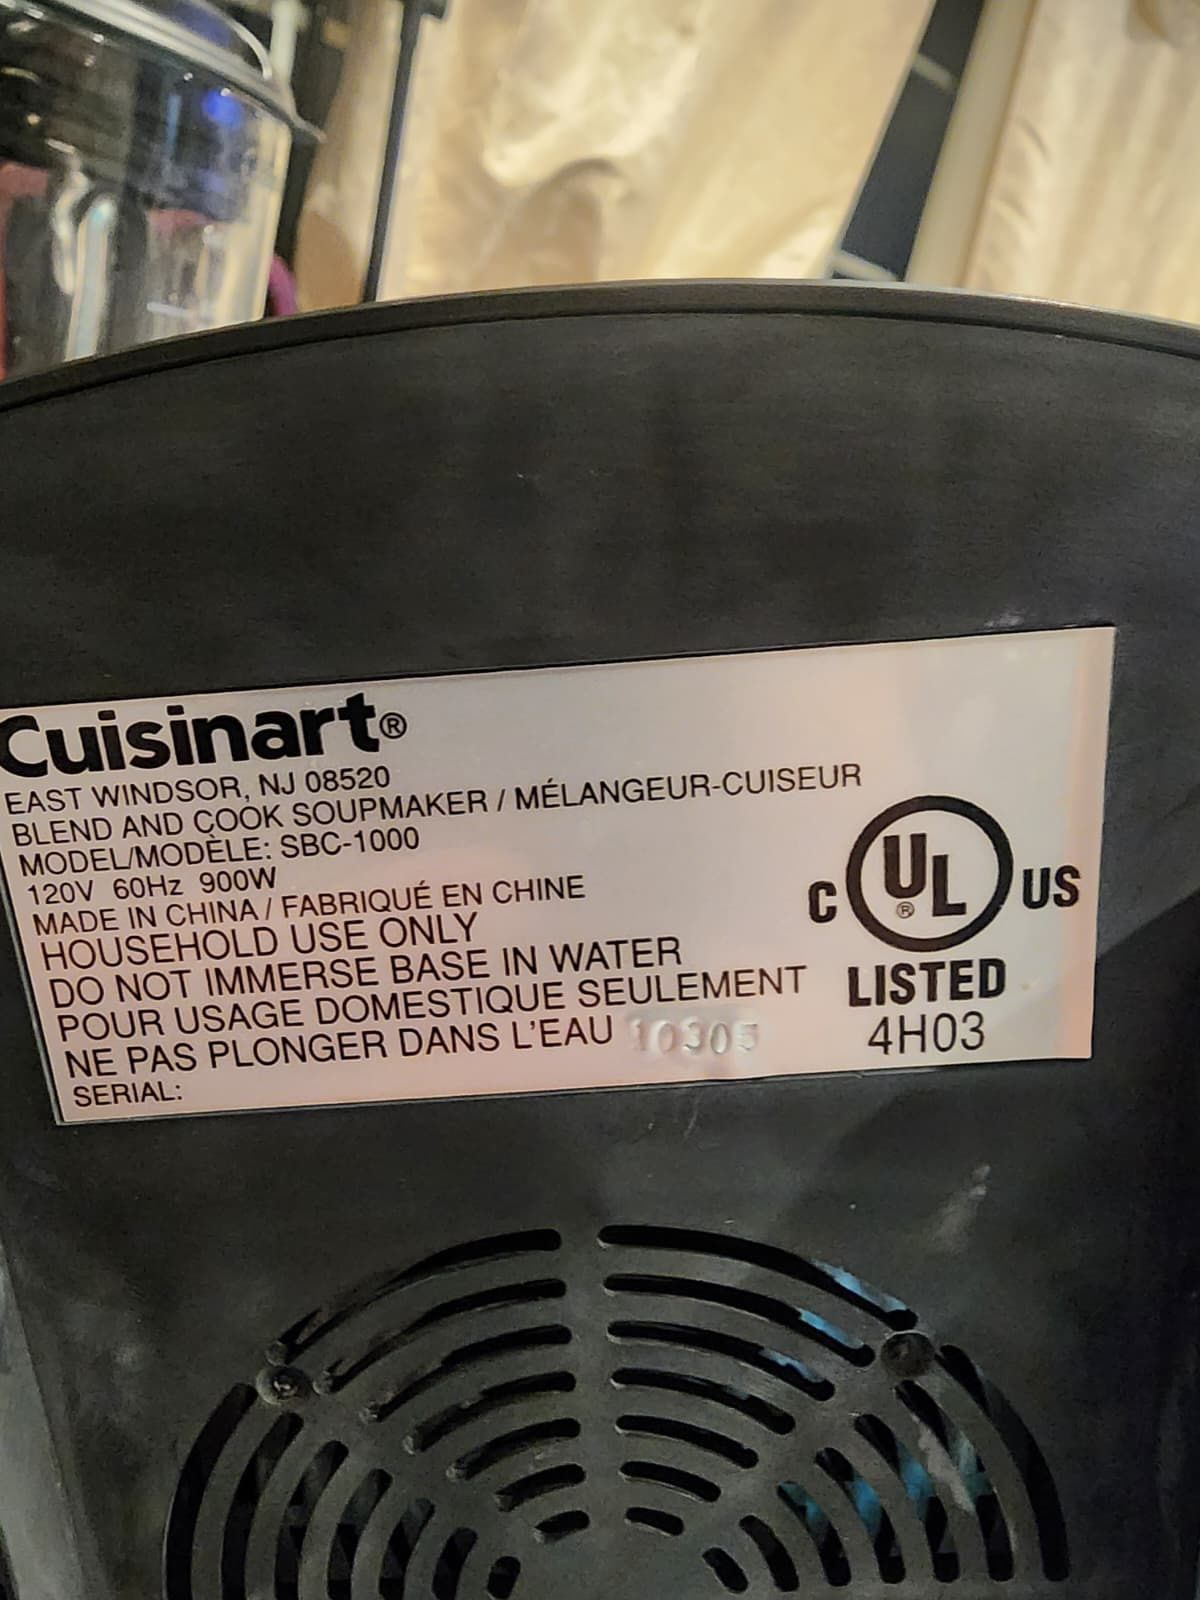 Cuisinart®
EAST WINDSOR, NJ 08520
BLEND AND COOK SOUPMAKER / MÉLANGEUR-CUISEUR
MODEL/MODÈLE: SBC-1000
120V 60Hz 900W
MADE IN CHINA / FABRIQUÉ EN CHINE
HOUSEHOLD USE ONLY
DO NOT IMMERSE BASE IN WATER
POUR USAGE DOMESTIQUE SEULEMENT
NE PAS PLONGER DANS L'EAU 10305
SERIAL:
C UL® US
LISTED
4H03